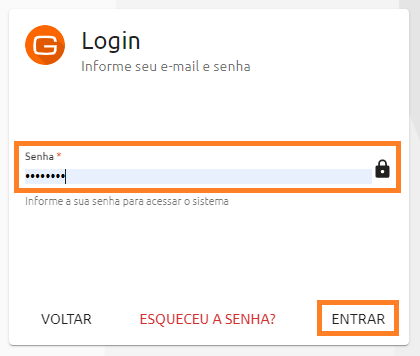 G
Login
Informe seu e-mail e senha
Senha *
••••••••
Informe a sua senha para acessar o sistema
VOLTAR ESQUECEU A SENHA? ENTRAR